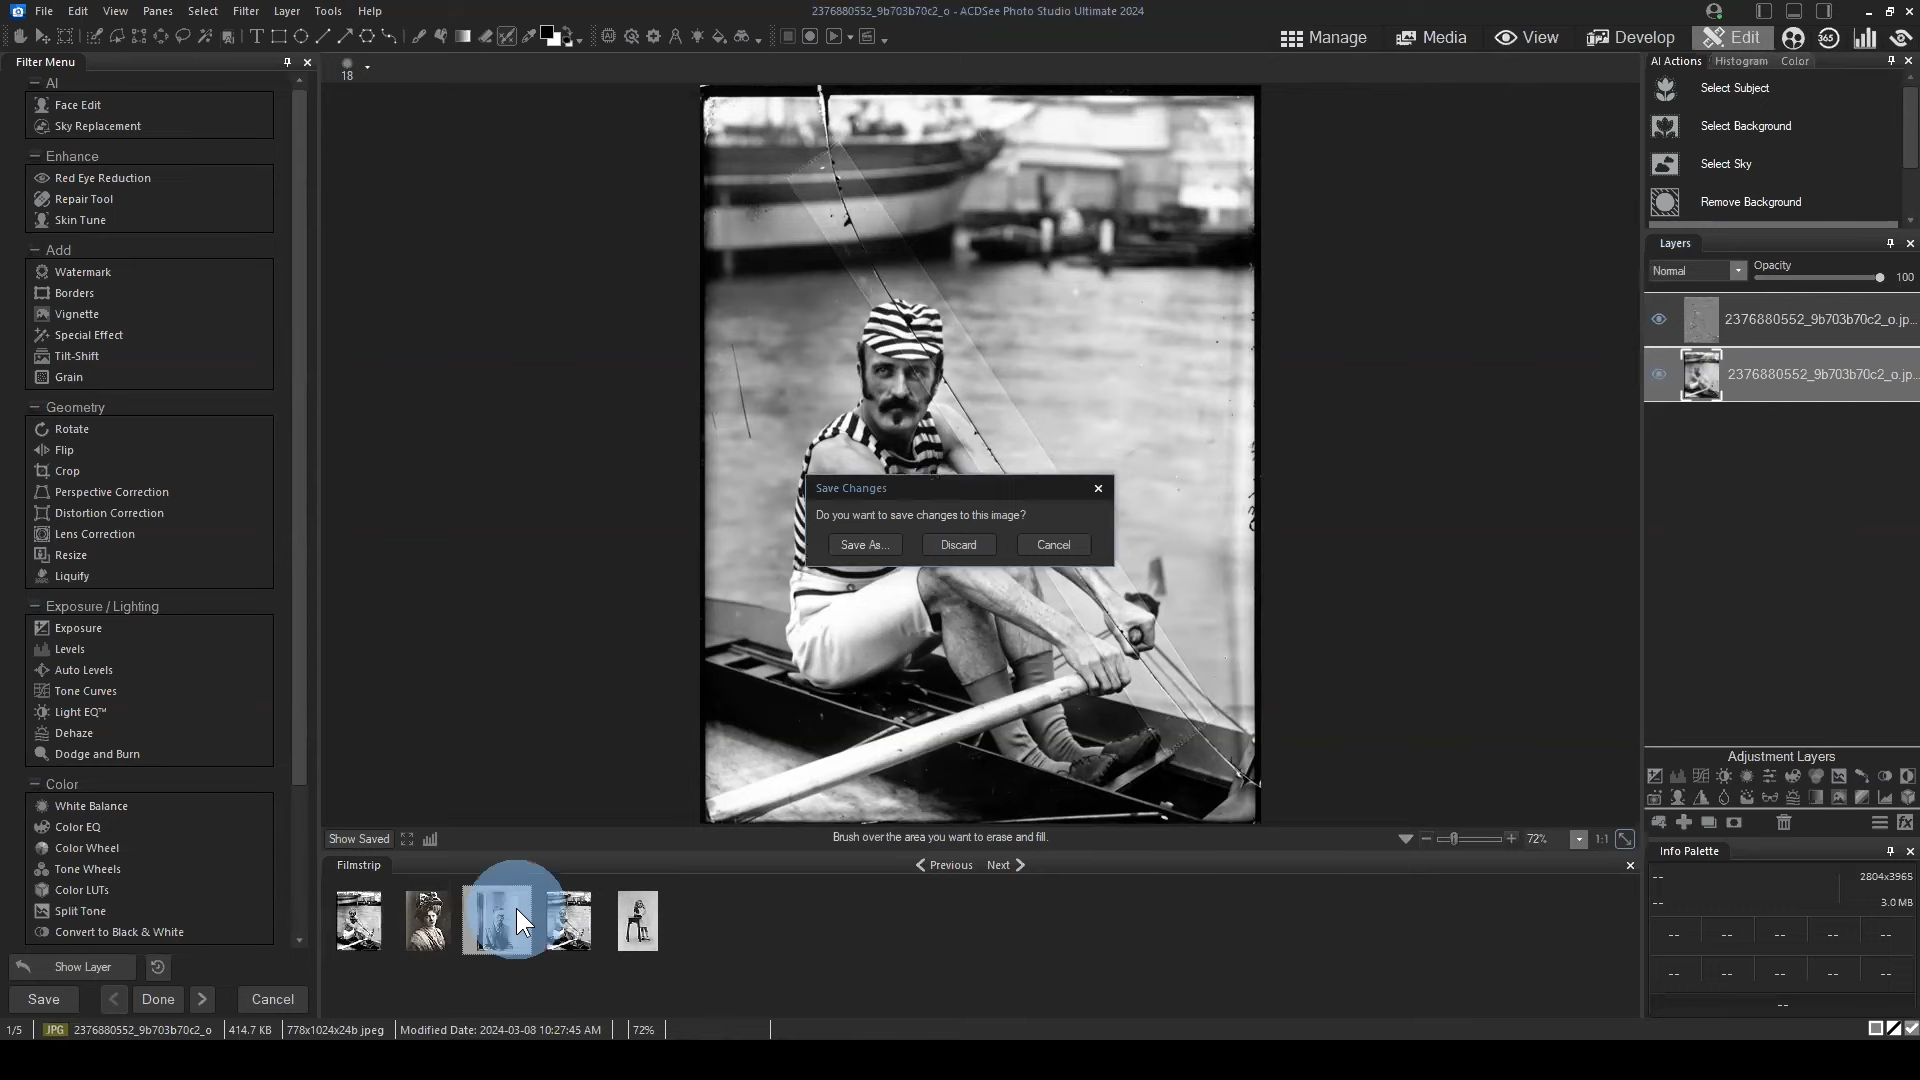 File Edit View Panes Select Filter Layer Tools Help
2376880552_9b703b70c2_o - ACDSee Photo Studio Ultimate 2024
Manage Media View Develop Edit 365
Filter Menu
18
AI Actions Histogram Color
AI
Face Edit
Sky Replacement
Enhance
Red Eye Reduction
Repair Tool
Skin Tune
Add
Watermark
Borders
Vignette
Special Effect
Tilt-Shift
Grain
Geometry
Rotate
Flip
Crop
Perspective Correction
Distortion Correction
Lens Correction
Resize
Liquify
Exposure / Lighting
Exposure
Levels
Auto Levels
Tone Curves
Light EQ™
Dehaze
Dodge and Burn
Color
White Balance
Color EQ
Color Wheel
Tone Wheels
Color LUTs
Split Tone
Convert to Black & White
Show Layer
Save Done Cancel
Save Changes
Do you want to save changes to this image?
Save As... Discard Cancel
Show Saved
Brush over the area you want to erase and fill.
72% 1:1
Filmstrip
Previous Next
Select Subject
Select Background
Select Sky
Remove Background
Layers
Normal Opacity 100
2376880552_9b703b70c2_o.jp...
2376880552_9b703b70c2_o.jp...
Adjustment Layers
Info Palette
-- 2804x3965
-- 3.0 MB
-- -- -- -- --
-- -- -- -- --
--
1/5 JPG 2376880552_9b703b70c2_o 414.7 KB 778x1024x24b jpeg Modified Date: 2024-03-08 10:27:45 AM 72%